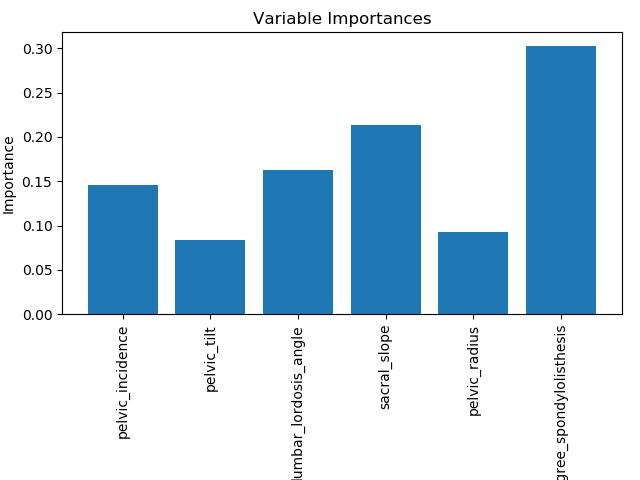 Variable Importances
Importance
0.30
0.25
0.20
0.15
0.10
0.05
0.00
pelvic_incidence
pelvic_tilt
lumbar_lordosis_angle
sacral_slope
pelvic_radius
gree_spondylolisthesis